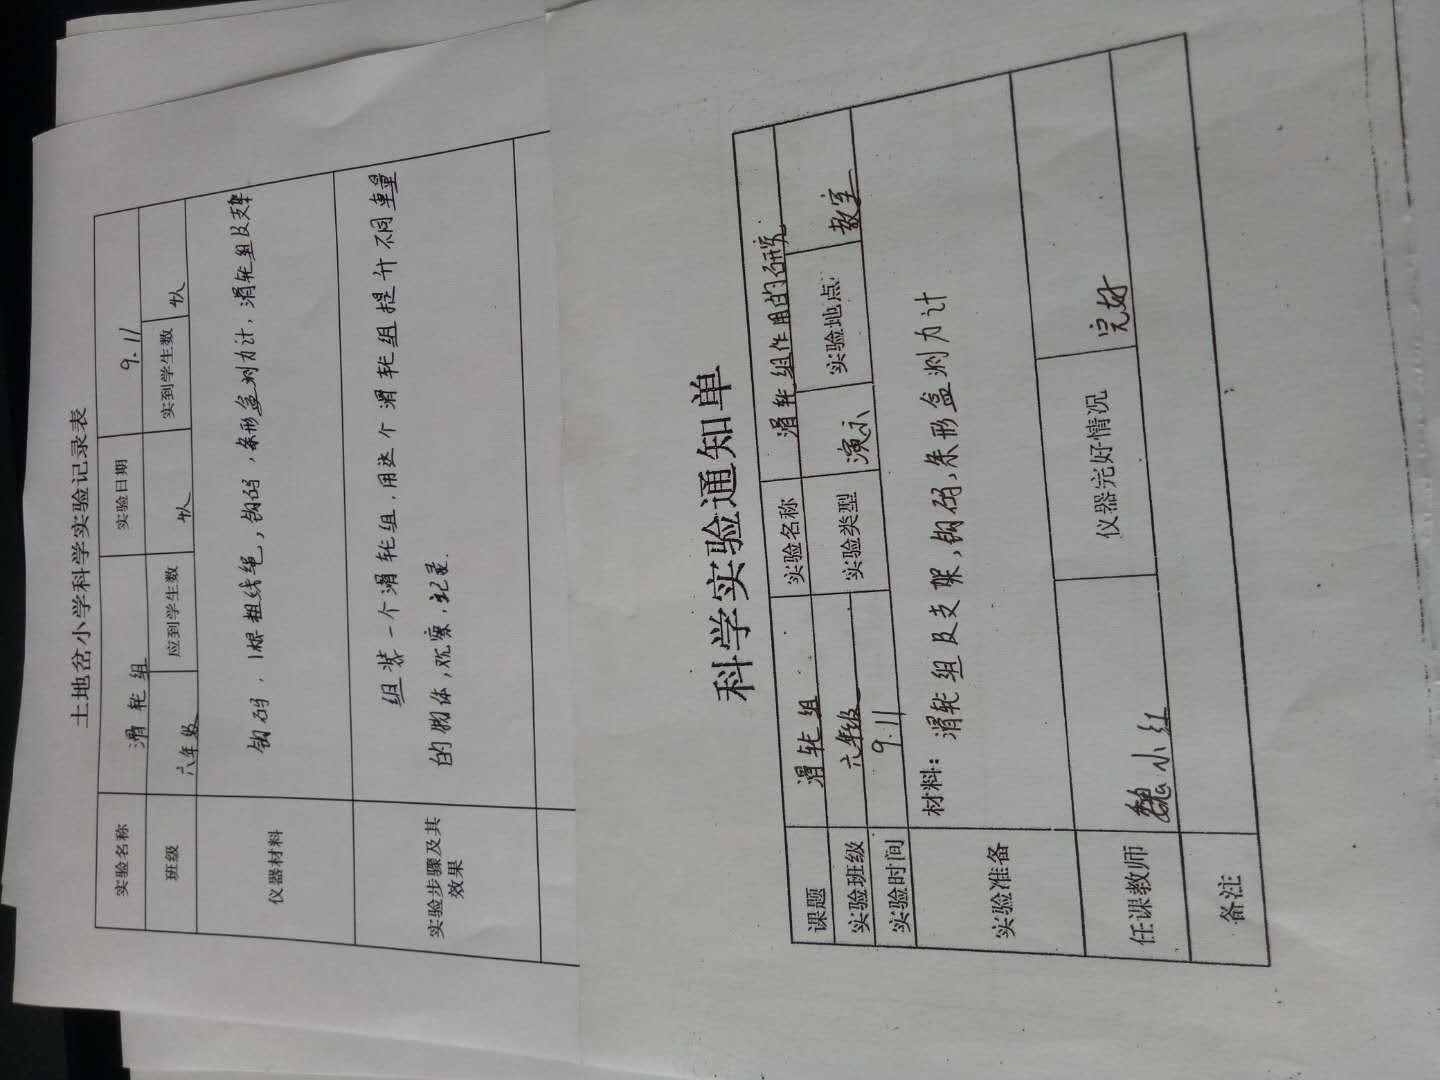 土地岔小学科学实验记录表
实验名称 滑轮组 实验日期 9.11
班级 六年级 应到学生数 实到学生数
仪器材料 钩码，1根粗线绳，钩码，条形盒测力计，滑轮组及支架
实验步骤及其效果 组装一个滑轮组，用这个滑轮组提升不同重量
的物体，观察，记录.
科学实验通知单
课题 滑轮组 实验名称 滑轮组作用的研究
实验班级 六年级 实验类型 演示 实验地点: 教室
实验时间 9.11
实验准备 材料： 滑轮组及支架，钩码，条形盒测力计
任课教师 魏小红 仪器完好情况 完好
备注